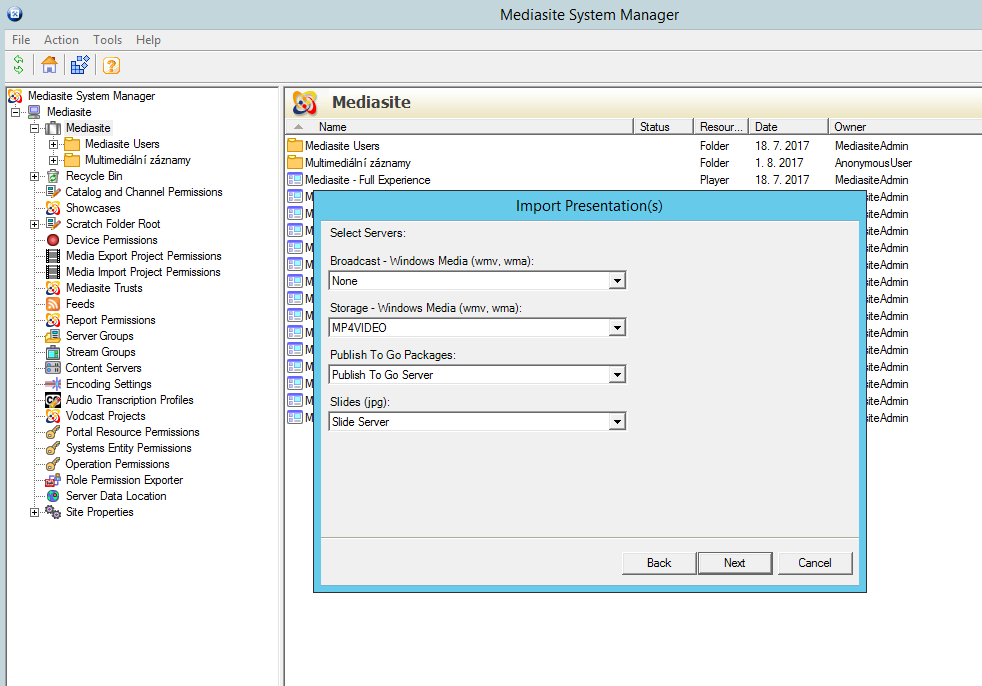 Mediasite System Manager
File Action Tools Help
Mediasite System Manager
Mediasite
Mediasite
Mediasite Users
Multimediální záznamy
Recycle Bin
Catalog and Channel Permissions
Showcases
Scratch Folder Root
Device Permissions
Media Export Project Permissions
Media Import Project Permissions
Mediasite Trusts
Feeds
Report Permissions
Server Groups
Stream Groups
Content Servers
Encoding Settings
Audio Transcription Profiles
Vodcast Projects
Portal Resource Permissions
Systems Entity Permissions
Operation Permissions
Role Permission Exporter
Server Data Location
Site Properties
Mediasite
Name Status Resour... Date Owner
Mediasite Users Folder 18. 7. 2017 MediasiteAdmin
Multimediální záznamy Folder 1. 8. 2017 AnonymousUser
Mediasite - Full Experience Player 18. 7. 2017 MediasiteAdmin
M siteAdmin
M siteAdmin
M siteAdmin
M siteAdmin
M siteAdmin
M siteAdmin
M siteAdmin
M siteAdmin
M siteAdmin
M siteAdmin
M siteAdmin
M siteAdmin
M siteAdmin
M siteAdmin
Import Presentation(s)
Select Servers:
Broadcast - Windows Media (wmv, wma):
None
Storage - Windows Media (wmv, wma):
MP4VIDEO
Publish To Go Packages:
Publish To Go Server
Slides (jpg):
Slide Server
Back Next Cancel